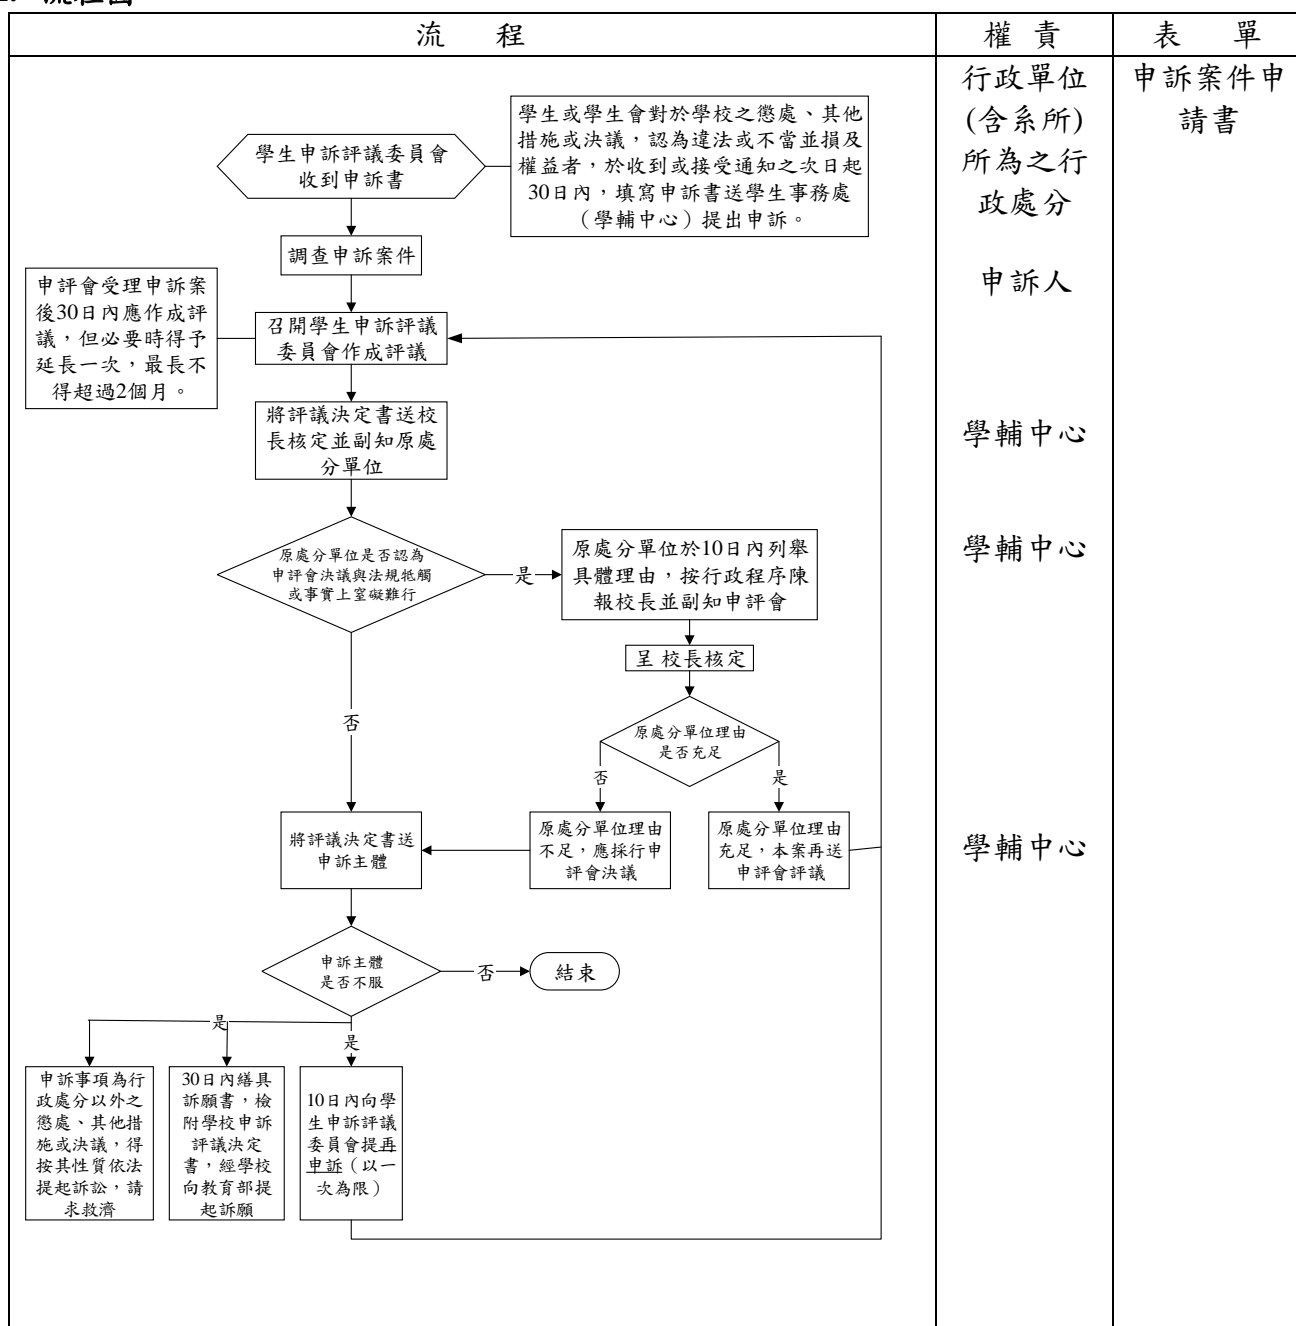 流 程
權 責
表 單
學生申訴評議委員會
收到申訴書
學生或學生會對於學校之懲處、其他
措施或決議，認為違法或不當並損及
權益者，於收到或接受通知之次日起
30日內，填寫申訴書送學生事務處
（學輔中心）提出申訴。
行政單位
(含系所)
所為之行
政處分
申訴案件申
請書
調查申訴案件
申訴人
申評會受理申訴案
後30日內應作成評
議，但必要時得予
延長一次，最長不
得超過2個月。
召開學生申訴評議
委員會作成評議
將評議決定書送校
長核定並副知原處
分單位
學輔中心
原處分單位是否認為
申評會決議與法規牴觸
或事實上窒礙難行
是
原處分單位於10日內列舉
具體理由，按行政程序陳
報校長並副知申評會
學輔中心
呈 校長核定
否
原處分單位理由
是否充足
否
是
將評議決定書送
申訴主體
原處分單位理由
不足，應採行申
評會決議
原處分單位理由
充足，本案再送
申評會評議
學輔中心
申訴主體
是否不服
否
結束
是
是
申訴事項為行
政處分以外之
懲處、其他措
施或決議，得
按其性質依法
提起訴訟，請
求救濟
30日內繕具
訴願書，檢
附學校申訴
評議決定
書，經學校
向教育部提
起訴願
10日內向學
生申訴評議
委員會提再
申訴（以一
次為限）